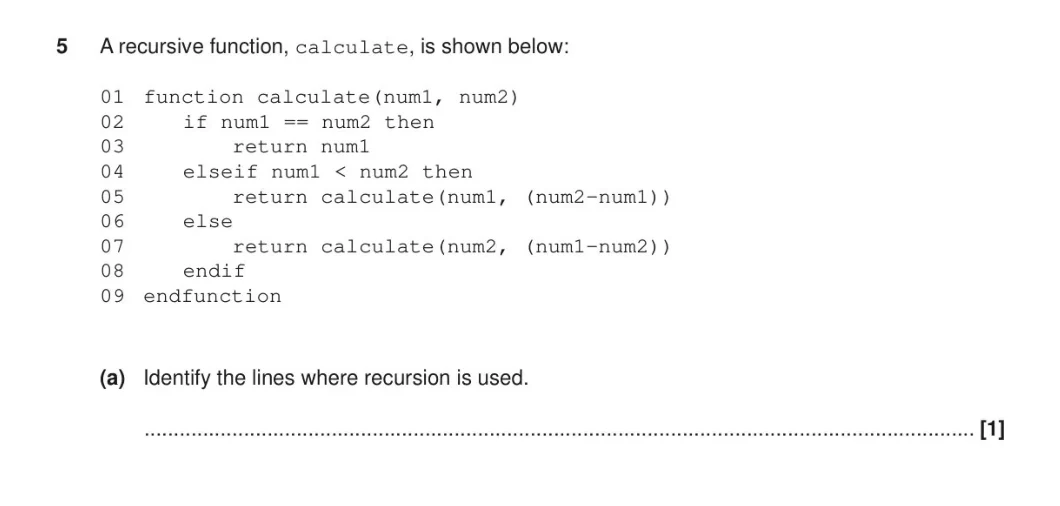 5 A recursive function, calculate, is shown below:
01 function calculate(num1, num2)
02 if num1 == num2 then
03 return num1
04 elseif num1 < num2 then
05 return calculate(num1, (num2-num1))
06 else
07 return calculate(num2, (num1-num2))
08 endif
09 endfunction
(a) Identify the lines where recursion is used.
[1]